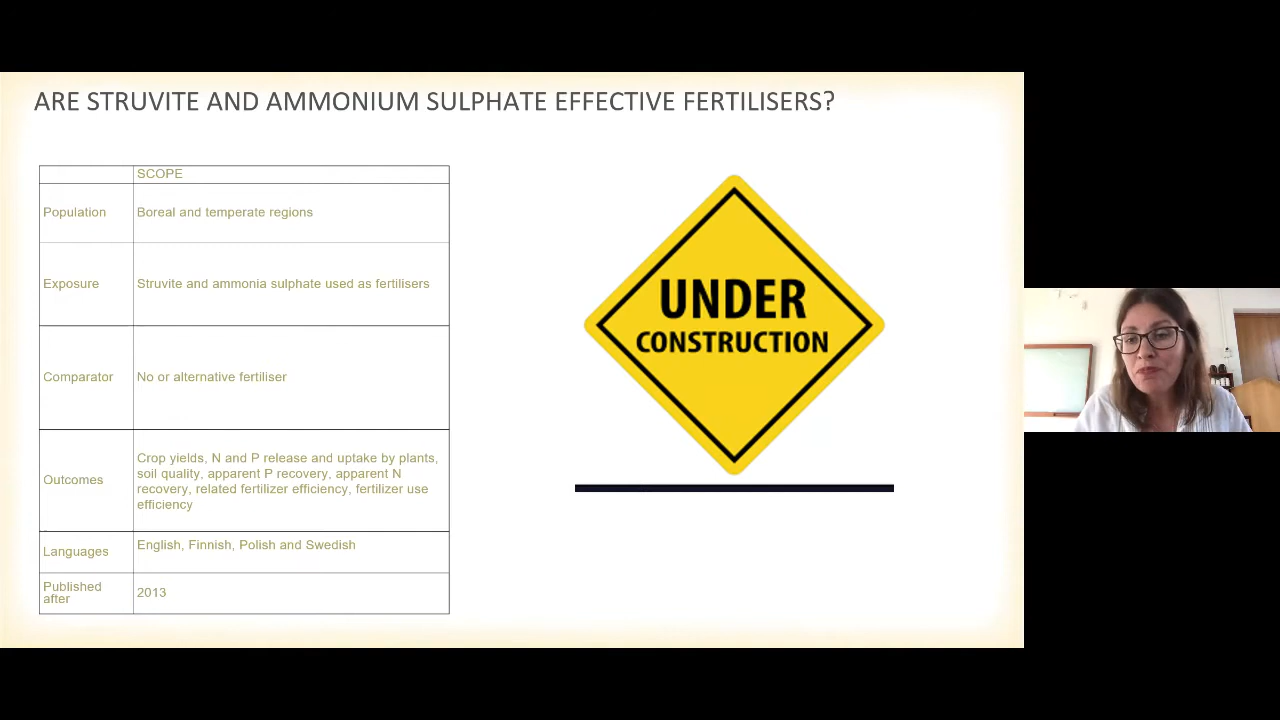 ARE STRUVITE AND AMMONIUM SULPHATE EFFECTIVE FERTILISERS?
SCOPE
Population
Boreal and temperate regions
Exposure
Struvite and ammonia sulphate used as fertilisers
Comparator
No or alternative fertiliser
Outcomes
Crop yields, N and P release and uptake by plants,
soil quality, apparent P recovery, apparent N
recovery, related fertilizer efficiency, fertilizer use
efficiency
Languages
English, Finnish, Polish and Swedish
Published
after
2013
UNDER
CONSTRUCTION